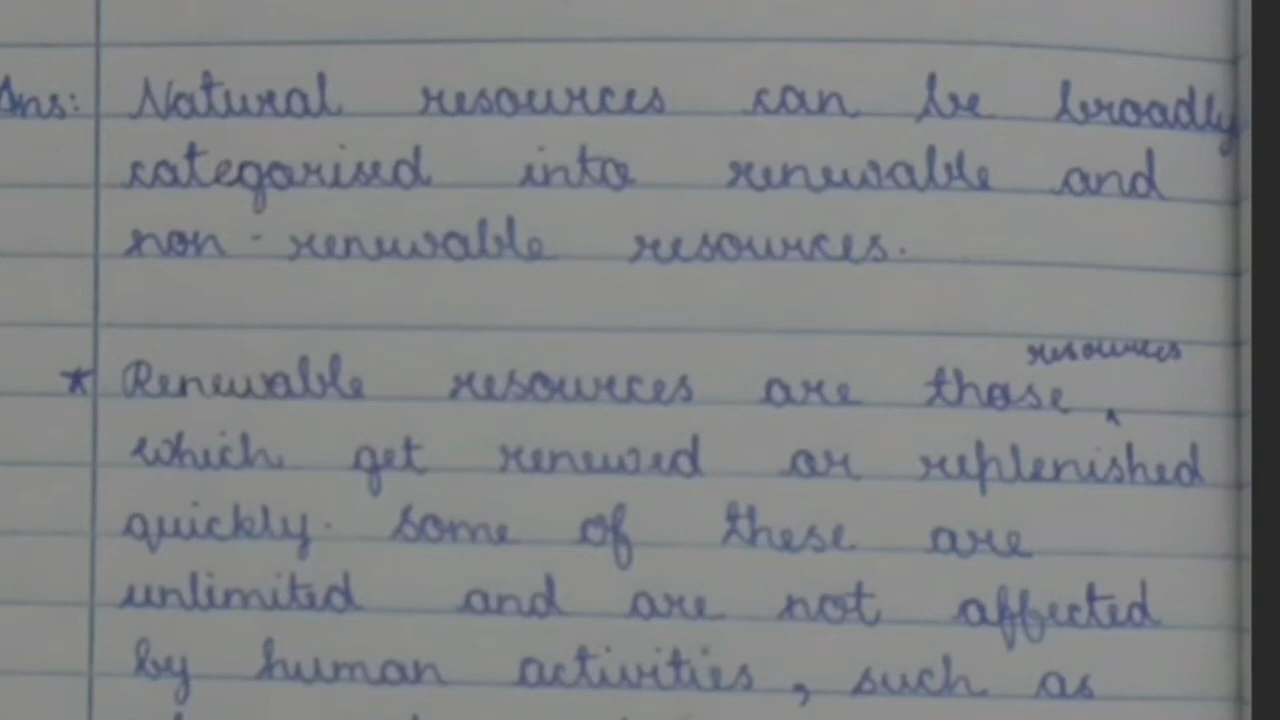 Ans: Natural resources can be broadly
categorised into renewable and
non-renewable resources.
resources
* Renewable resources are those ‸
which get renewed or replenished
quickly. Some of these are
unlimited and are not affected
by human activities, such as